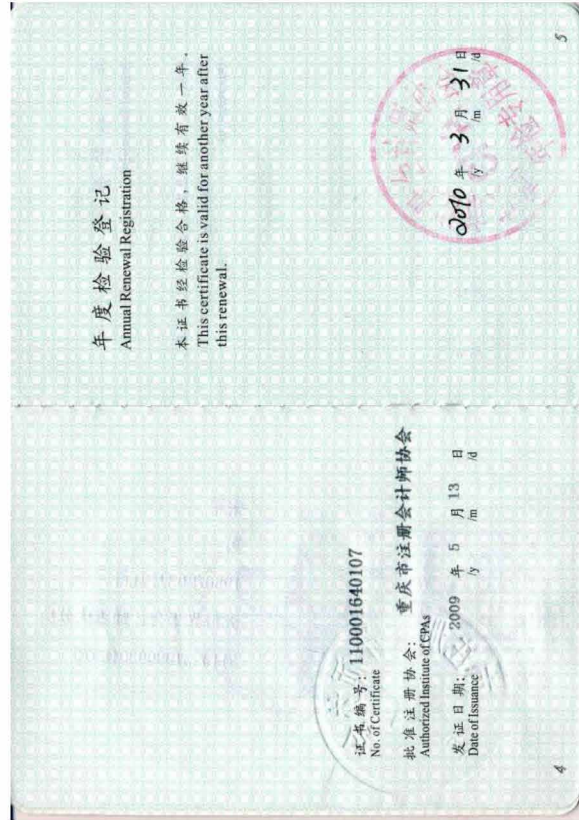 证书编号: 110001640107
No. of Certificate
批准注册协会: 重庆市注册会计师协会
Authorized Institute of CPAs
发证日期: 2009 年 5 月 13 日
Date of Issuance /y /m /d
4
年度检验登记
Annual Renewal Registration
本证书经检验合格，继续有效一年。
This certificate is valid for another year after
this renewal.
2010 年 3 月 31 日
/y /m /d
5